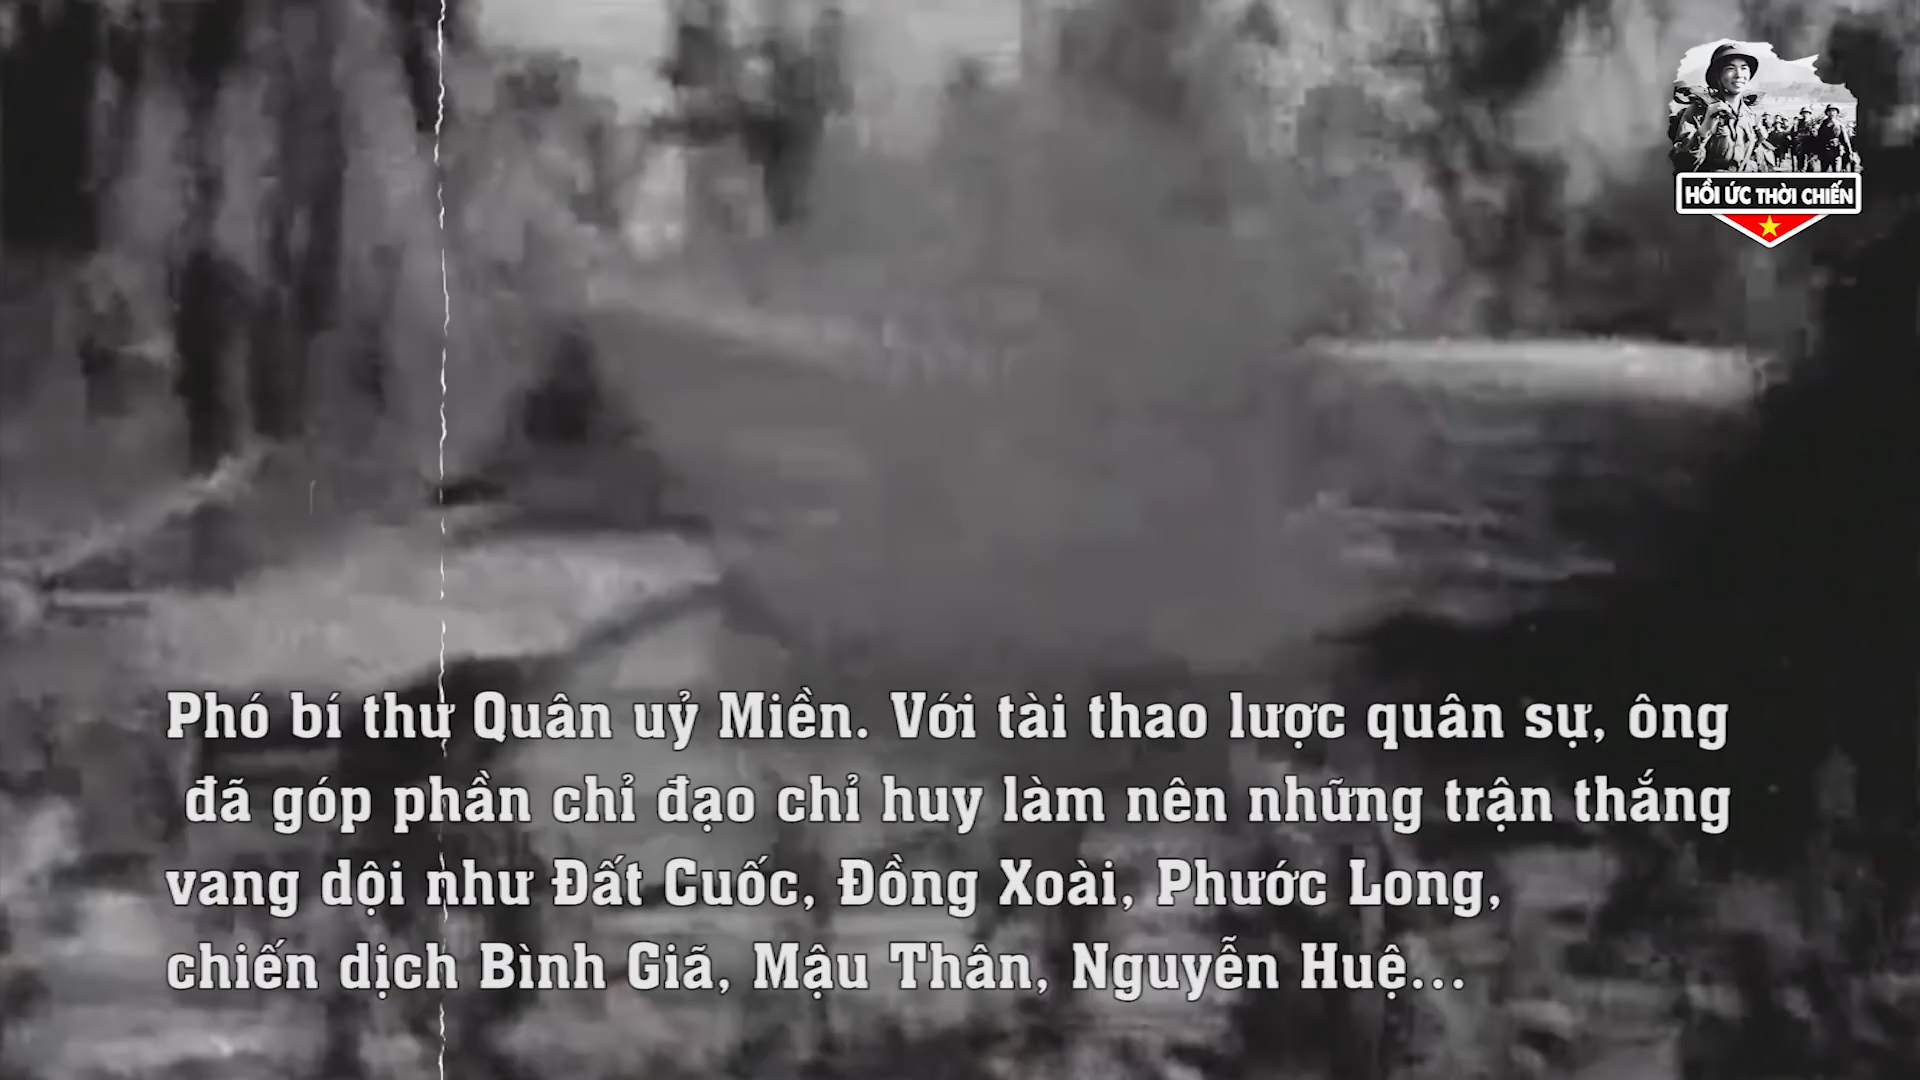 HỒI ỨC THỜI CHIẾN
Phó bí thư Quân uỷ Miền. Với tài thao lược quân sự, ông
đã góp phần chỉ đạo chỉ huy làm nên những trận thắng
vang dội như Đất Cuốc, Đồng Xoài, Phước Long,
chiến dịch Bình Giã, Mậu Thân, Nguyễn Huệ...